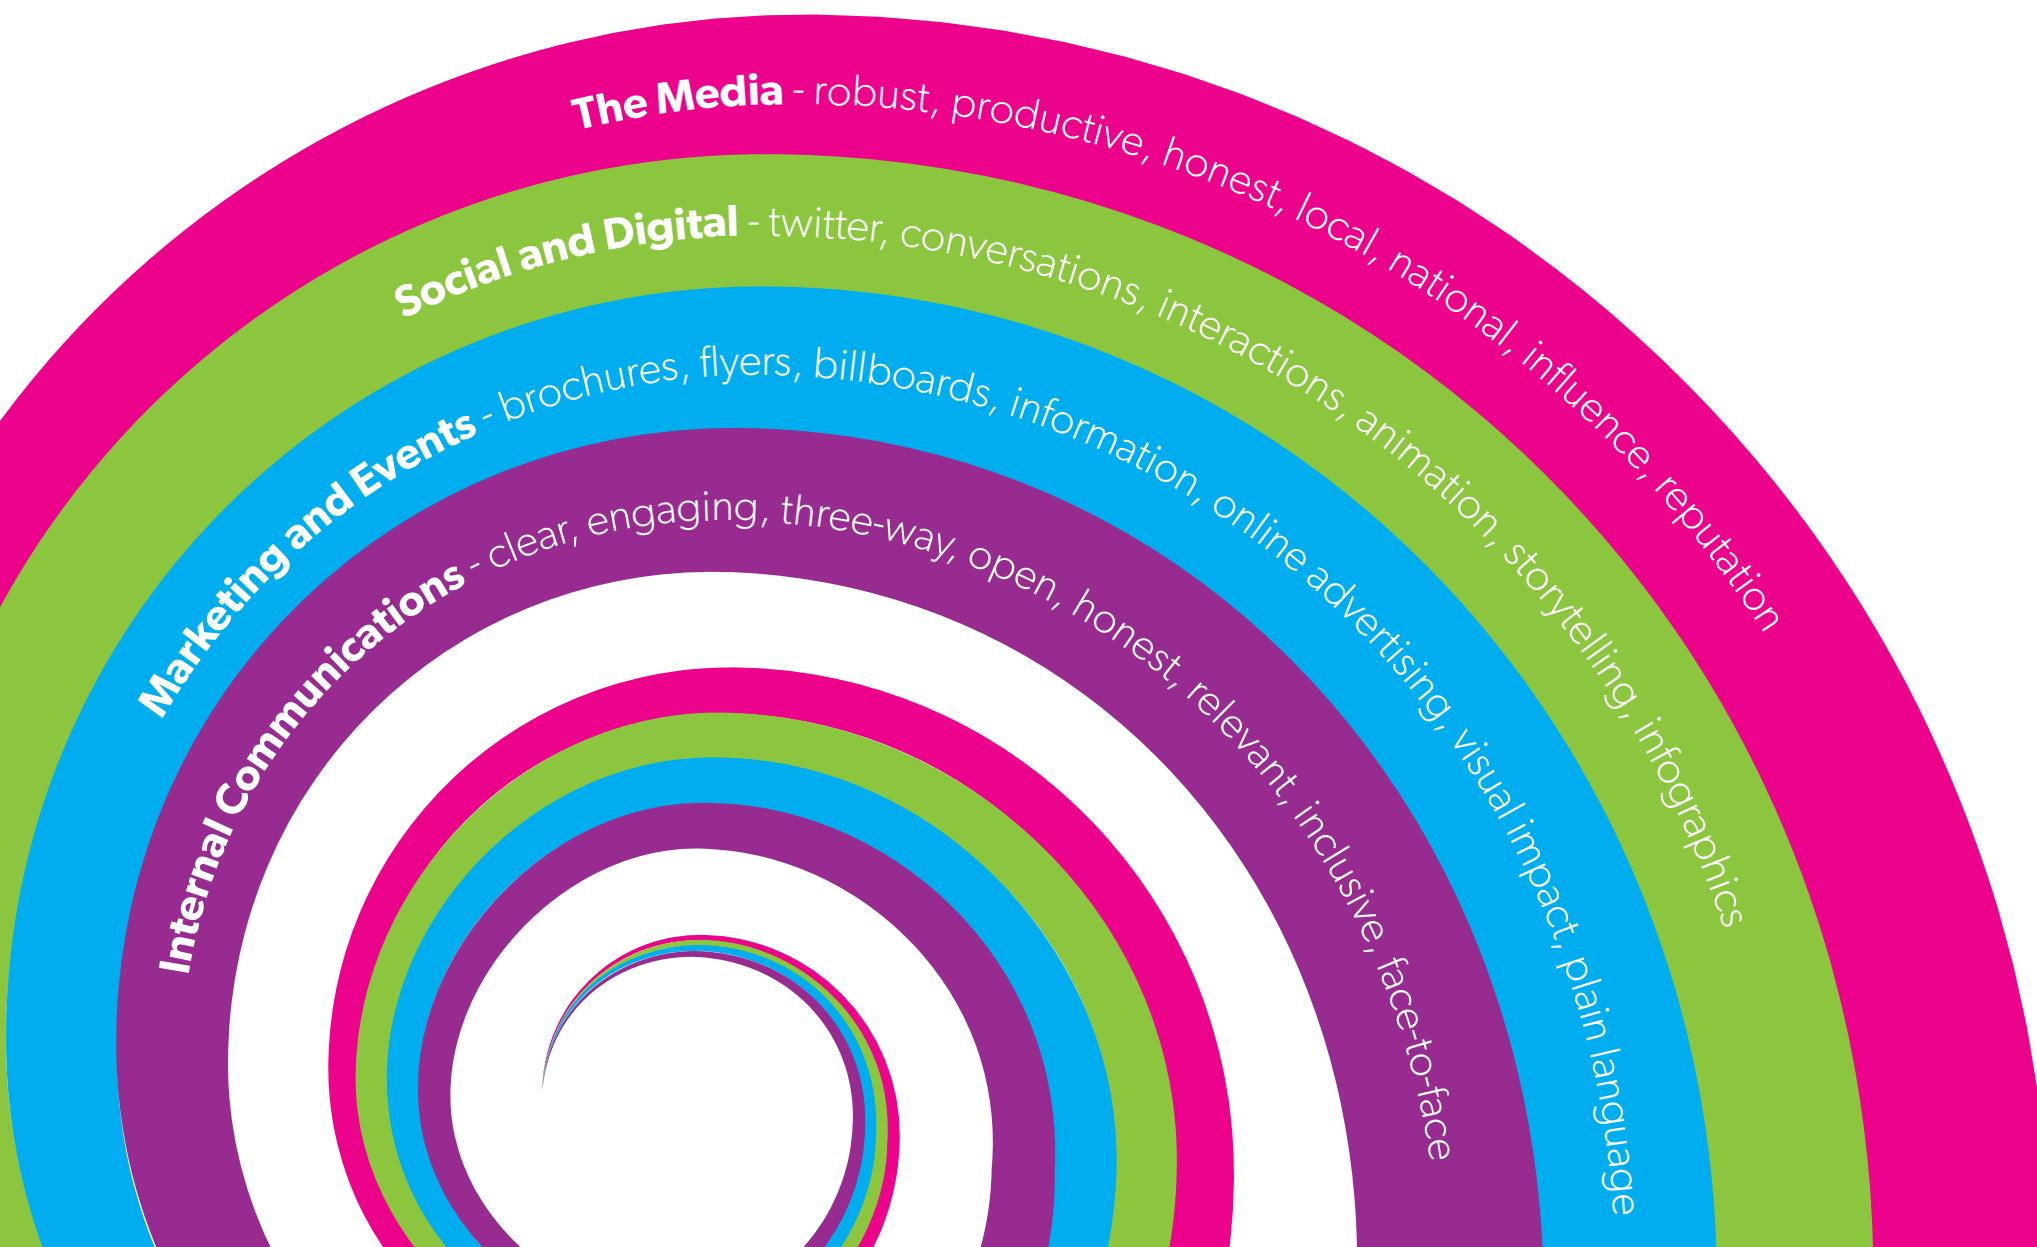 The Media - robust, productive, honest, local, national, influence, reputation
Social and Digital - twitter, conversations, interactions, animation, storytelling, infographics
Marketing and Events - brochures, flyers, billboards, information, online advertising, visual impact, plain language
Internal Communications - clear, engaging, three-way, open, honest, relevant, inclusive, face-to-face